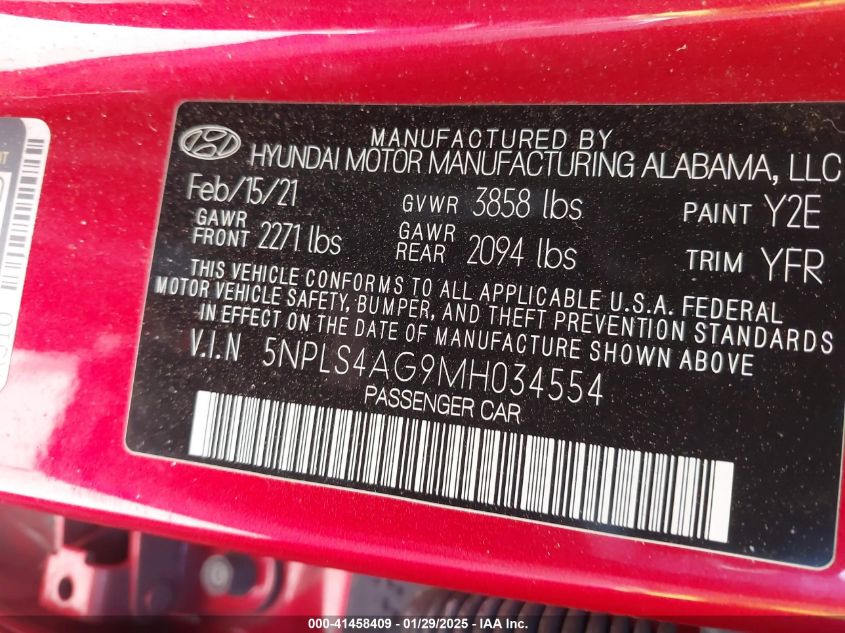 MANUFACTURED BY
HYUNDAI MOTOR MANUFACTURING ALABAMA, LLC
Feb/15/21 GVWR 3858 lbs PAINT Y2E
GAWR FRONT 2271 lbs GAWR REAR 2094 lbs TRIM YFR
THIS VEHICLE CONFORMS TO ALL APPLICABLE U.S.A. FEDERAL
MOTOR VEHICLE SAFETY, BUMPER, AND THEFT PREVENTION STANDARDS
IN EFFECT ON THE DATE OF MANUFACTURE SHOWN ABOVE
V.I.N 5NPLS4AG9MH034554
PASSENGER CAR
000-41458409 - 01/29/2025 - IAA Inc.